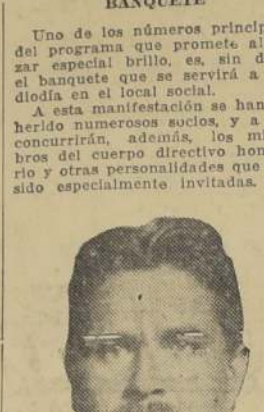 BANQUETE
Uno de los números princip
del programa que promete al
zar especial brillo, es, sin d
el banquete que se servirá a
diodía en el local social.
A esta manifestación se han
herido numerosos socios, y a
concurrirán, además, los mi
bros del cuerpo directivo hon
rio y otras personalidades que
sido especialmente invitadas.